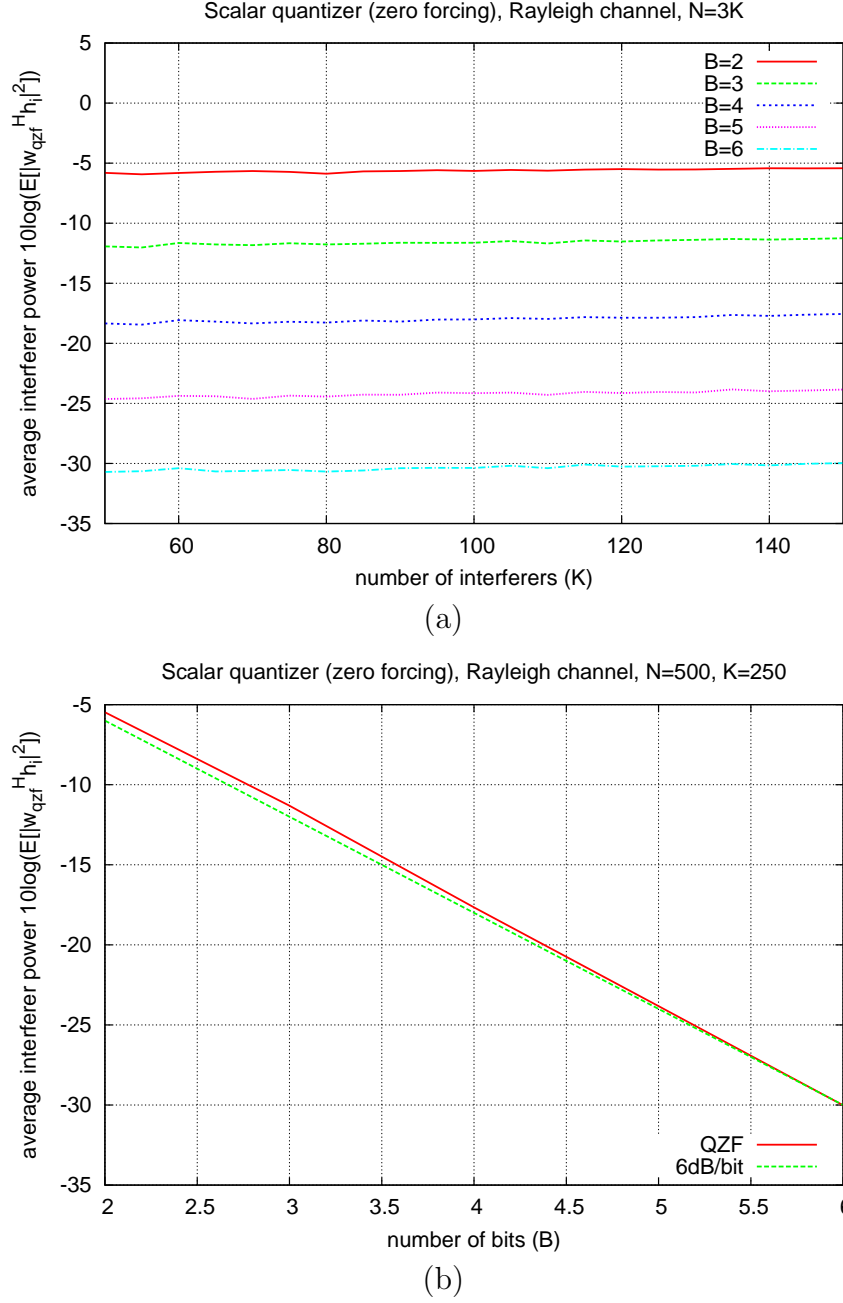 Scalar quantizer (zero forcing), Rayleigh channel, N=3K
average interferer power 10log(E[|w_qzf^H h_i|^2])
5
0
-5
-10
-15
-20
-25
-30
-35
B=2
B=3
B=4
B=5
B=6
60
80
100
120
140
number of interferers (K)
(a)
Scalar quantizer (zero forcing), Rayleigh channel, N=500, K=250
average interferer power 10log(E[|w_qzf^H h_i|^2])
-5
-10
-15
-20
-25
-30
-35
QZF
6dB/bit
2
2.5
3
3.5
4
4.5
5
5.5
6
number of bits (B)
(b)